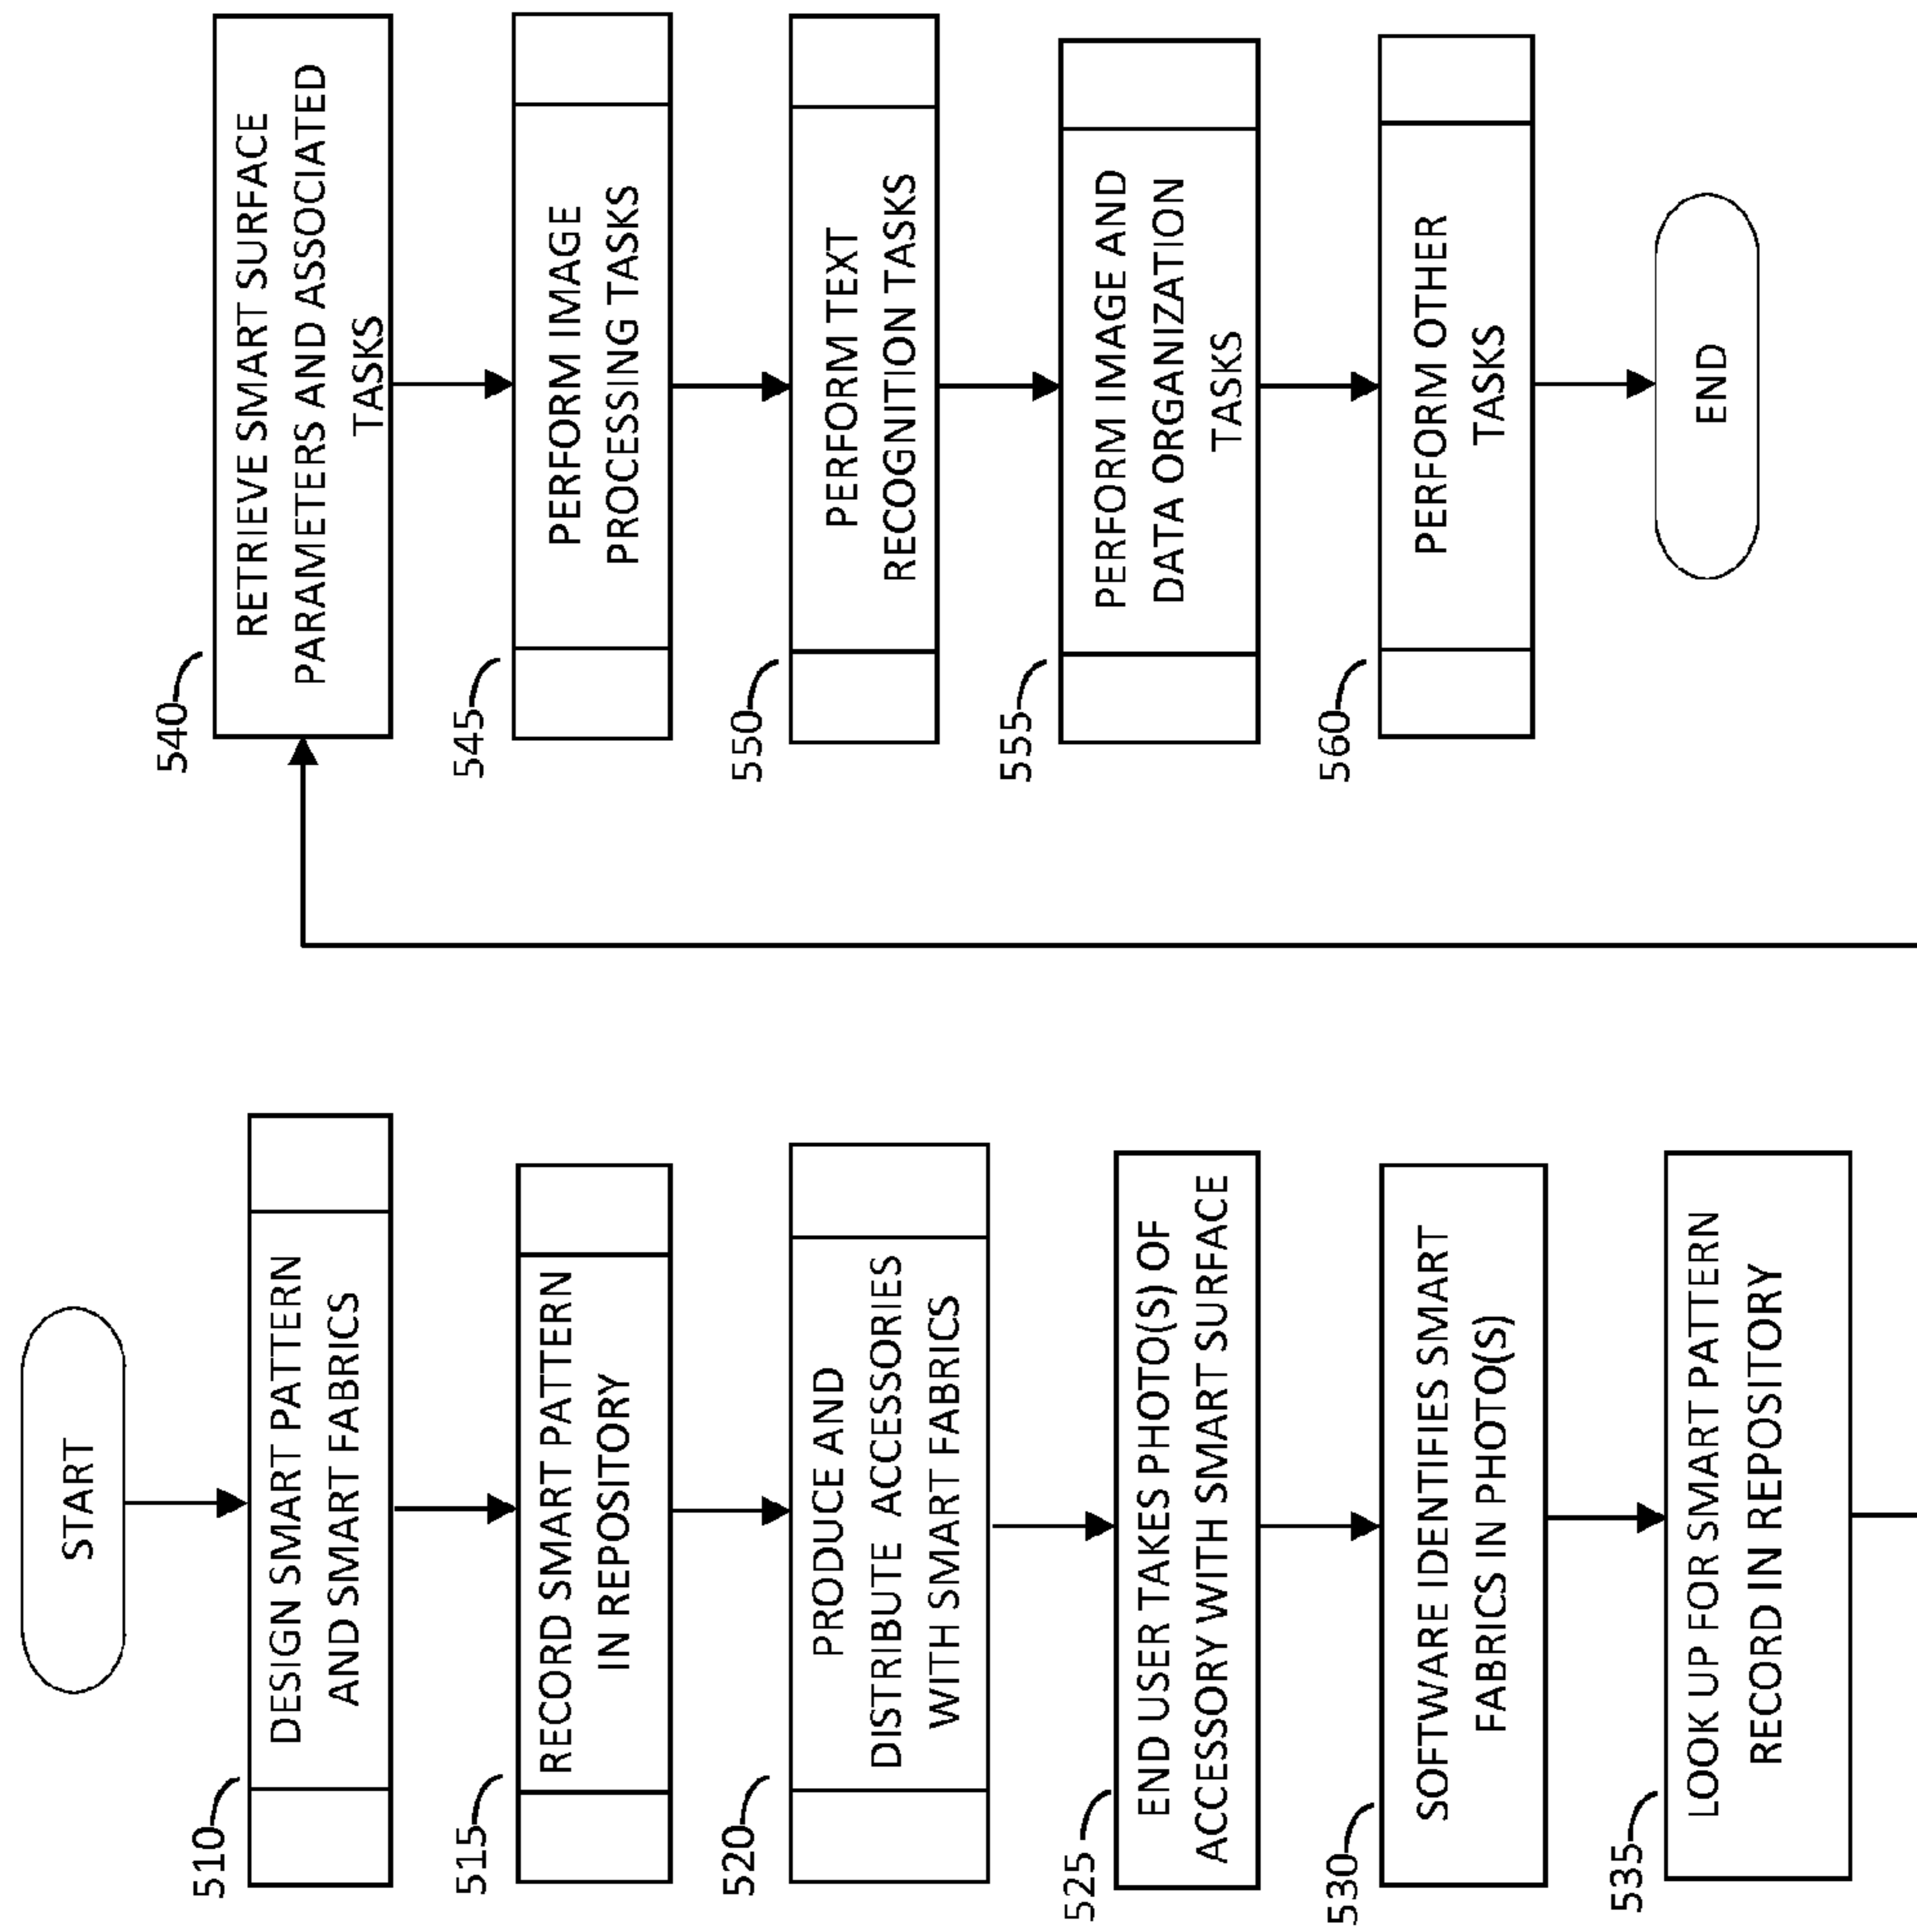 START
510
DESIGN SMART PATTERN
AND SMART FABRICS
515
RECORD SMART PATTERN
IN REPOSITORY
520
PRODUCE AND
DISTRIBUTE ACCESSORIES
WITH SMART FABRICS
525
END USER TAKES PHOTO(S) OF
ACCESSORY WITH SMART SURFACE
530
SOFTWARE IDENTIFIES SMART
FABRICS IN PHOTO(S)
535
LOOK UP FOR SMART PATTERN
RECORD IN REPOSITORY
540
RETRIEVE SMART SURFACE
PARAMETERS AND ASSOCIATED
TASKS
545
PERFORM IMAGE
PROCESSING TASKS
550
PERFORM TEXT
RECOGNITION TASKS
555
PERFORM IMAGE AND
DATA ORGANIZATION
TASKS
560
PERFORM OTHER
TASKS
END